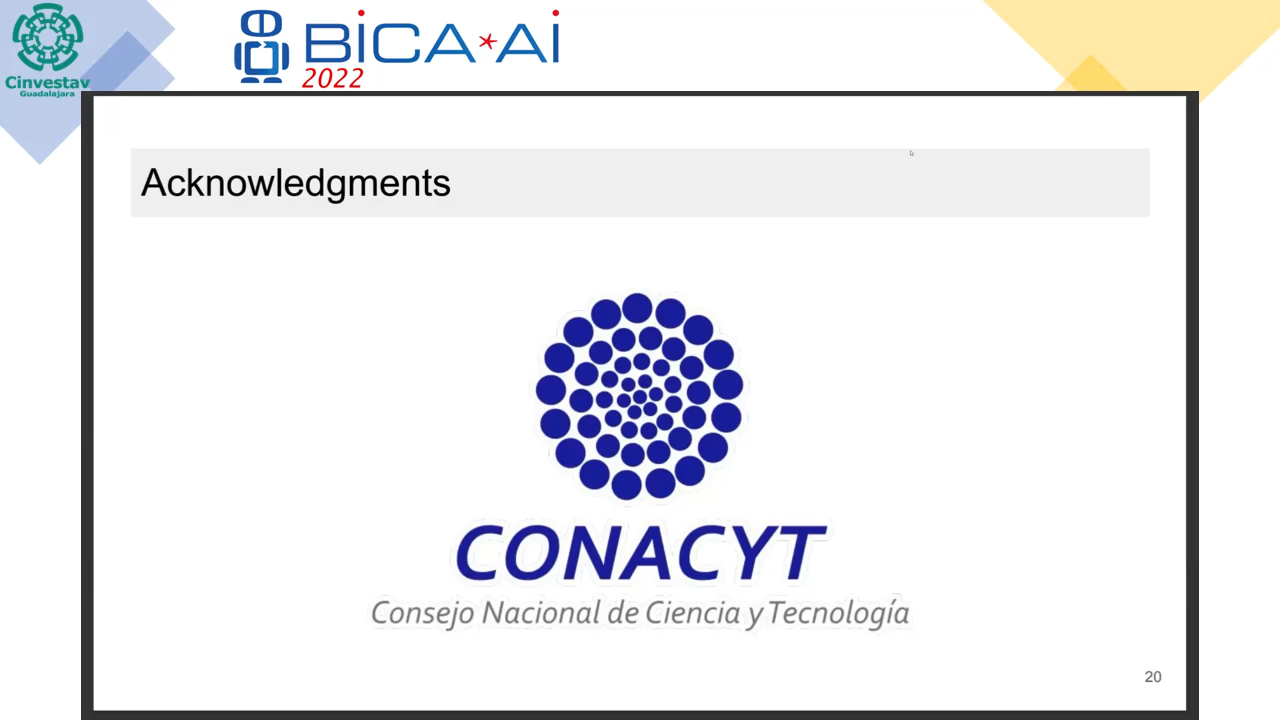 Cinvestav
Guadalajara
BiCA*Ai
2022
Acknowledgments
CONACYT
Consejo Nacional de Ciencia y Tecnología
20